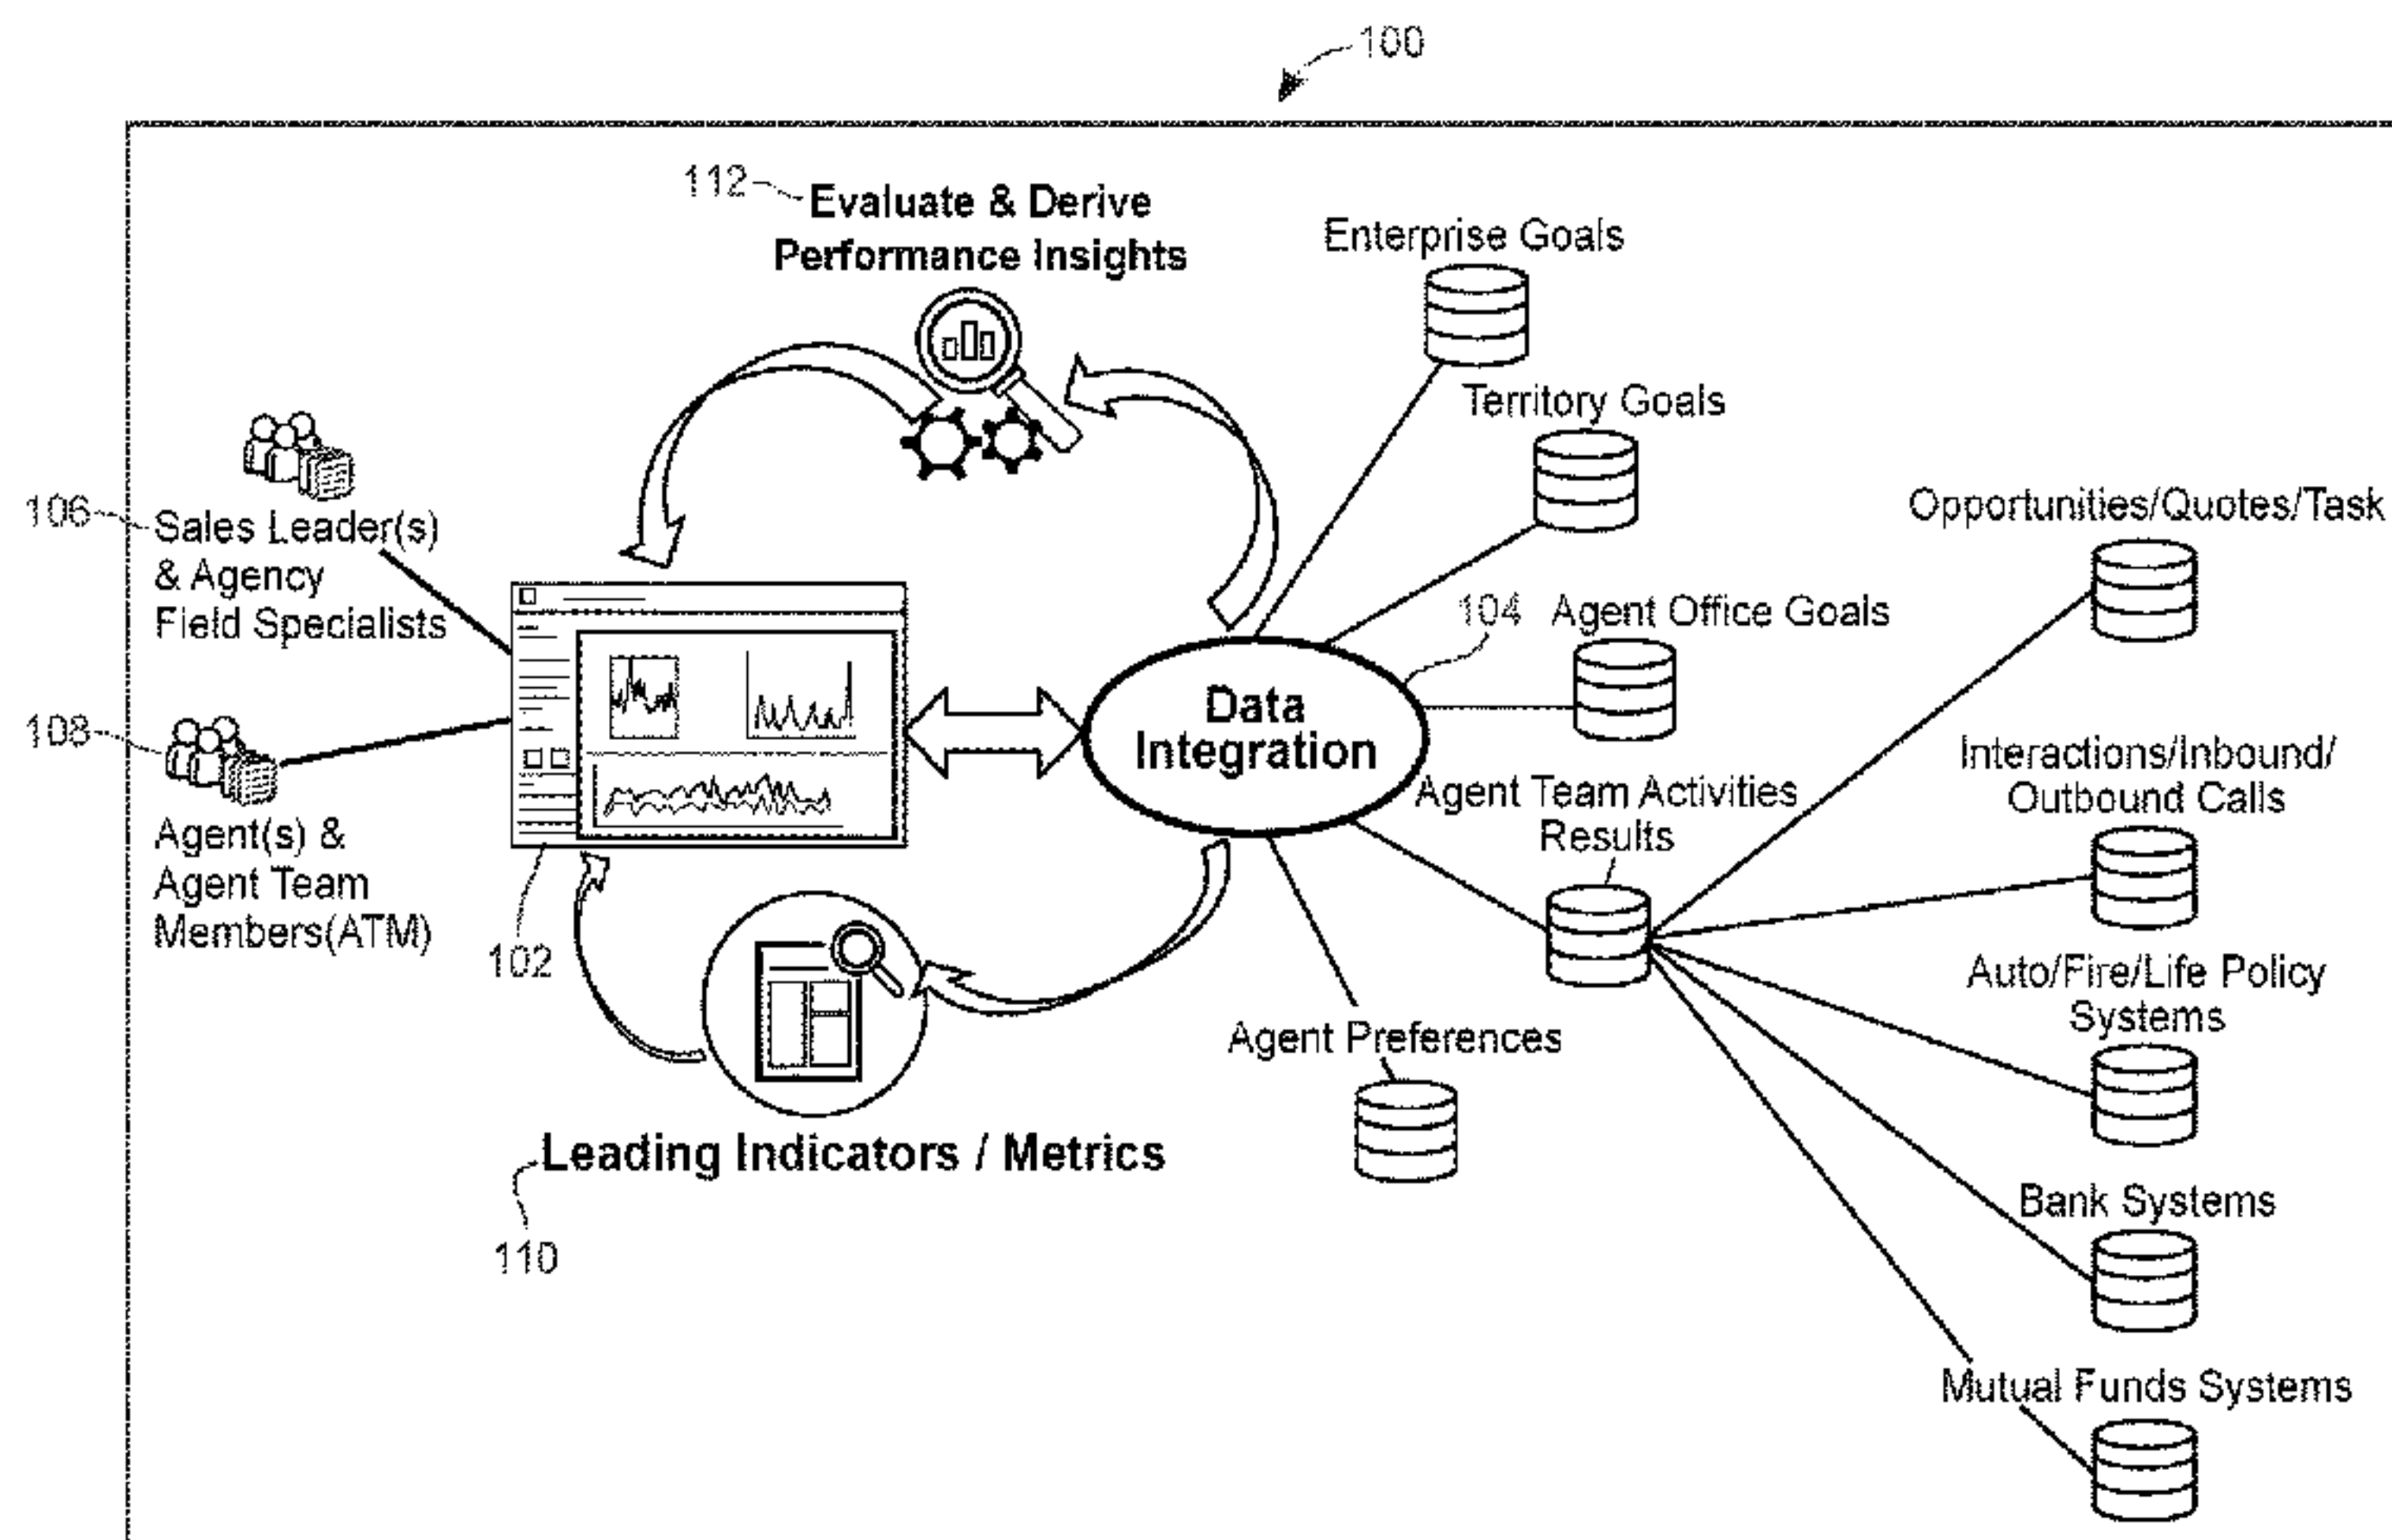 100
112
Evaluate & Derive
Performance Insights
Enterprise Goals
Territory Goals
106
Sales Leader(s)
& Agency
Field Specialists
Opportunities/Quotes/Task
104
Agent Office Goals
108
Data
Integration
Interactions/Inbound/
Outbound Calls
Agent Team Activities
Results
Agent(s) &
Agent Team
Members(ATM)
102
Auto/Fire/Life Policy
Systems
Agent Preferences
Leading Indicators / Metrics
110
Bank Systems
Mutual Funds Systems